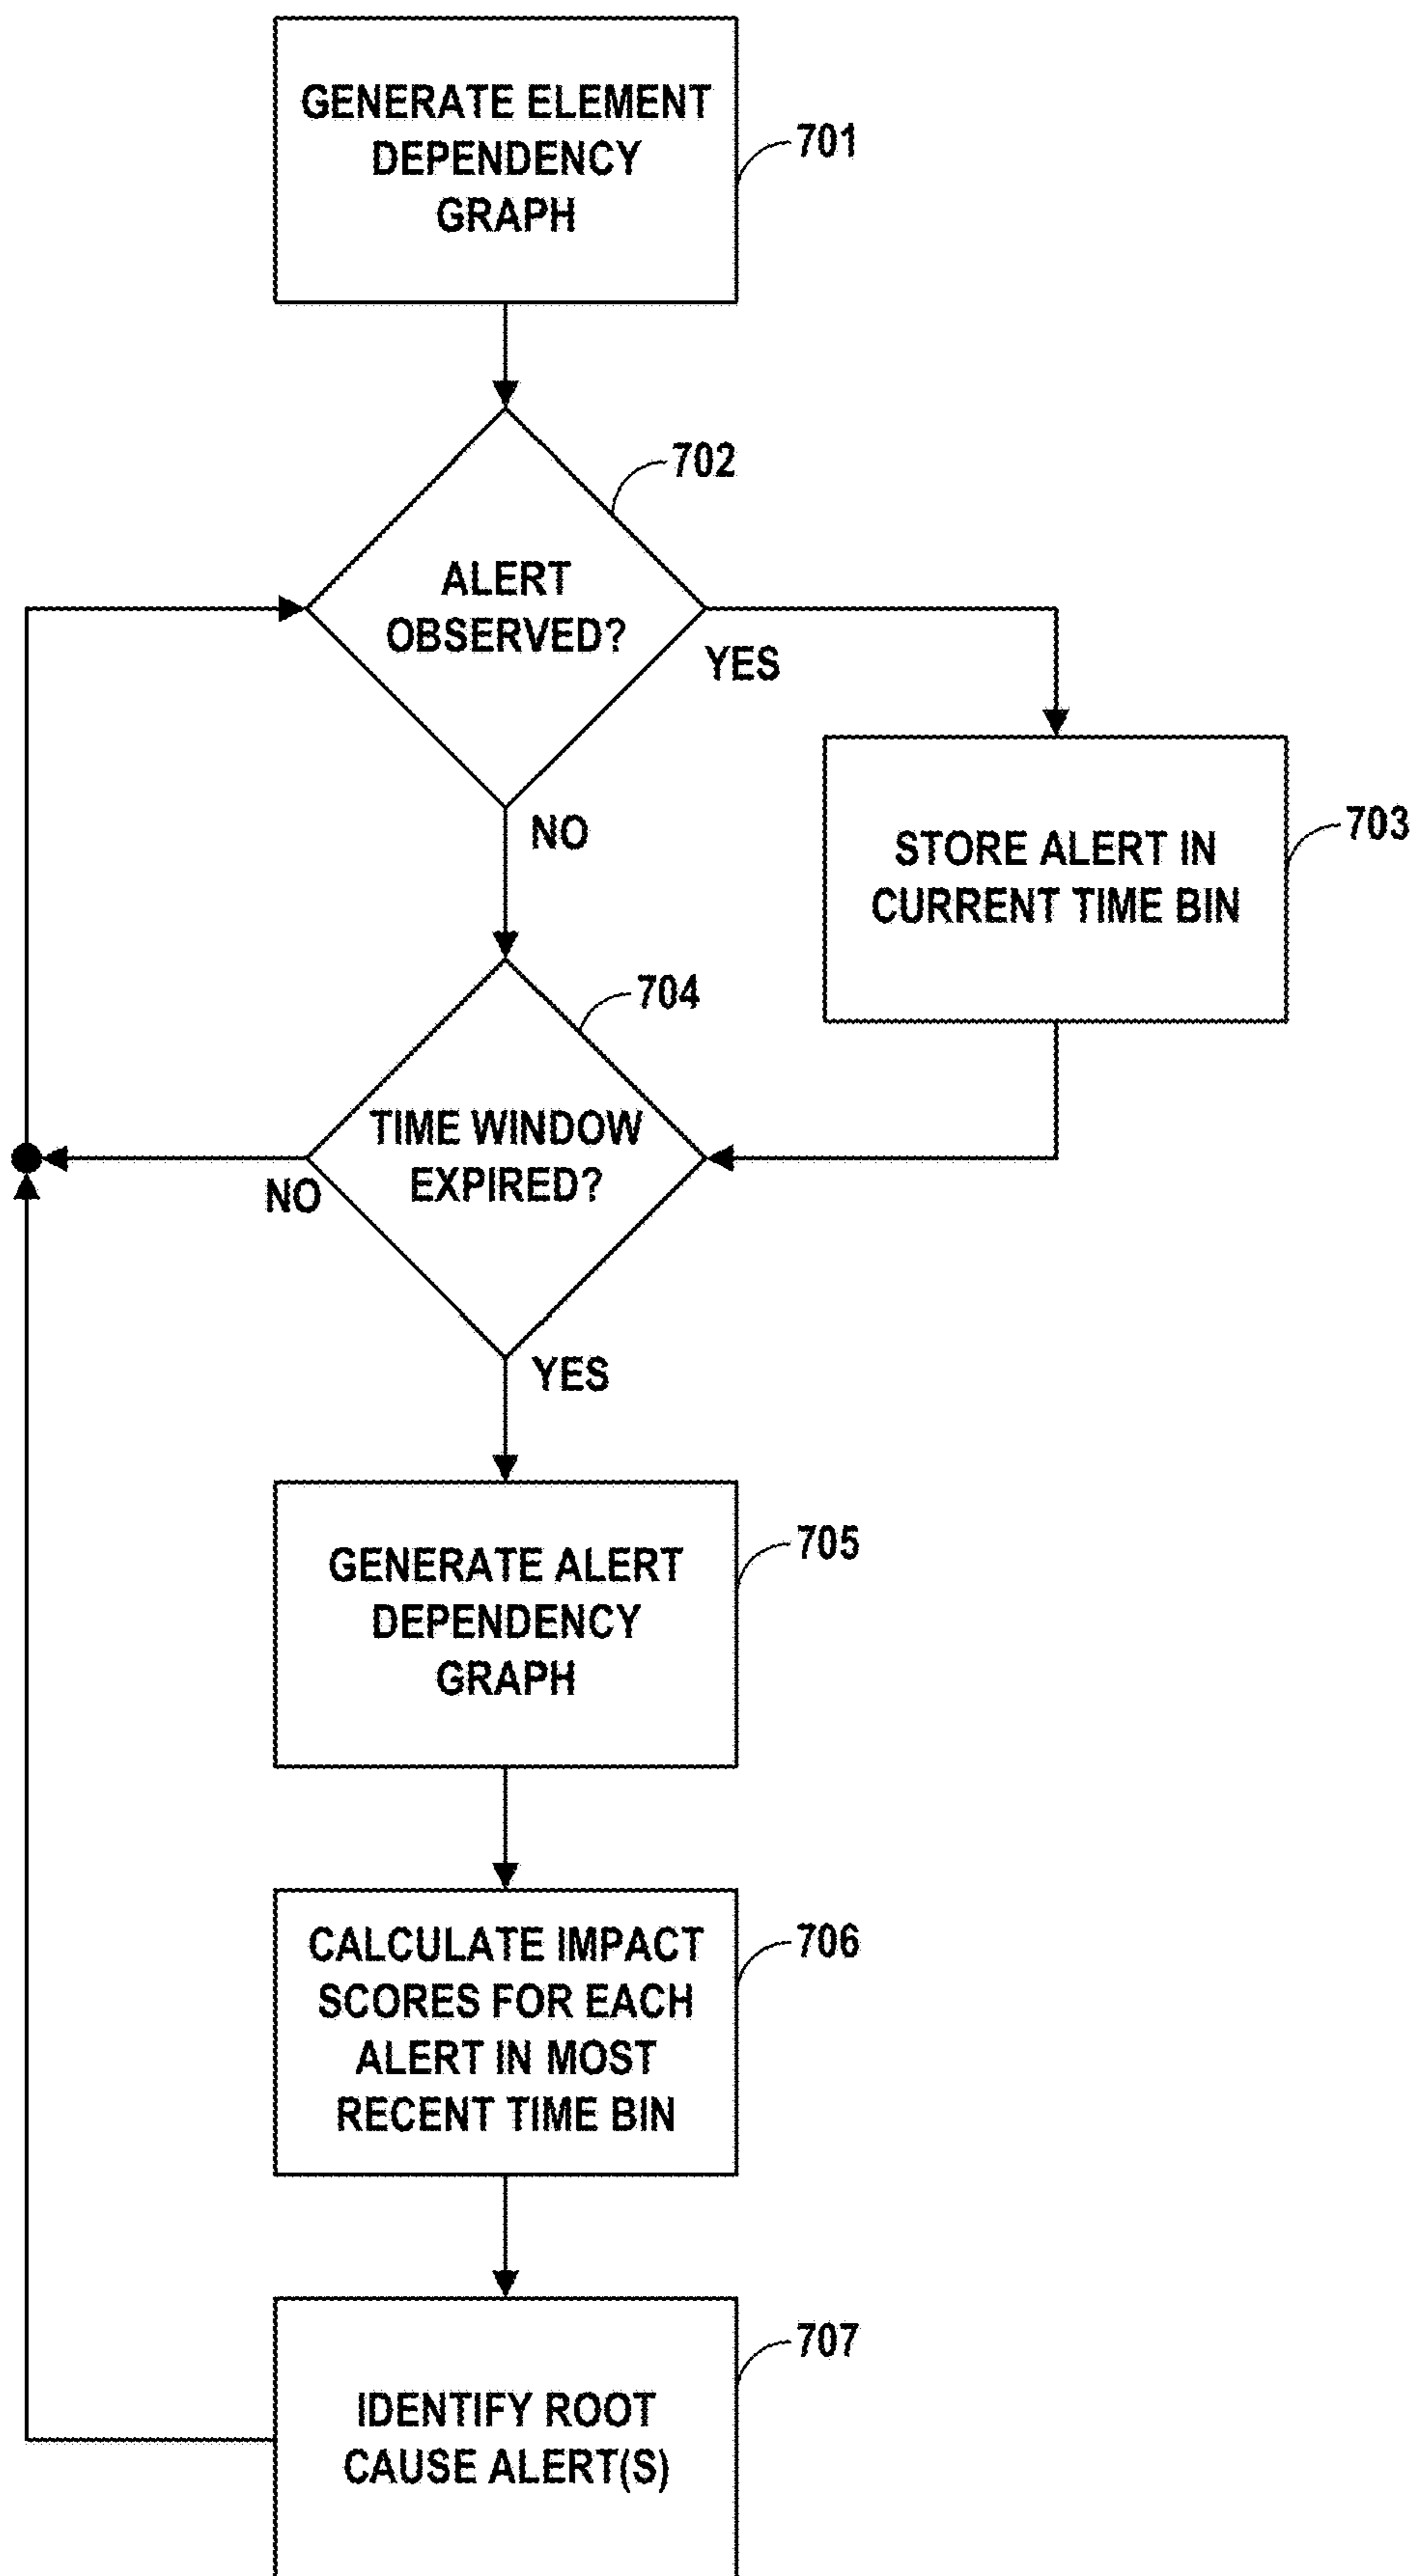 GENERATE ELEMENT
DEPENDENCY
GRAPH
701
702
ALERT
OBSERVED?
YES
NO
703
STORE ALERT IN
CURRENT TIME BIN
704
TIME WINDOW
EXPIRED?
NO
YES
705
GENERATE ALERT
DEPENDENCY
GRAPH
706
CALCULATE IMPACT
SCORES FOR EACH
ALERT IN MOST
RECENT TIME BIN
707
IDENTIFY ROOT
CAUSE ALERT(S)